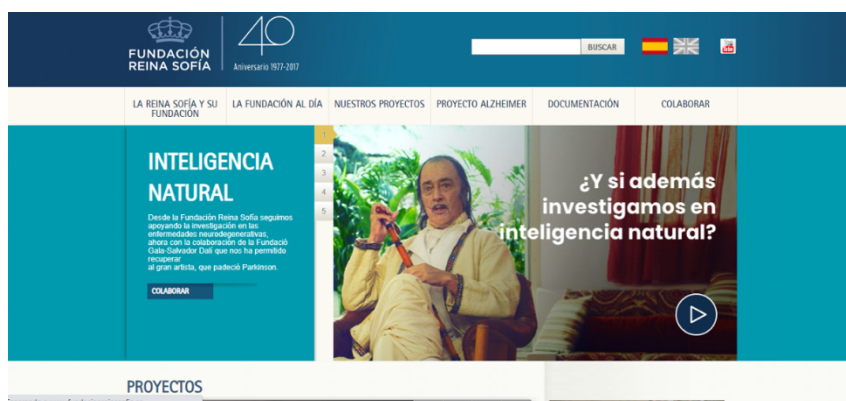 FUNDACIÓN
REINA SOFÍA
40
Aniversario 1977-2017
BUSCAR
LA REINA SOFÍA Y SU
FUNDACIÓN
LA FUNDACIÓN AL DÍA
NUESTROS PROYECTOS
PROYECTO ALZHEIMER
DOCUMENTACIÓN
COLABORAR
INTELIGENCIA
NATURAL
Desde la Fundación Reina Sofía seguimos
apoyando la investigación en las
enfermedades neurodegenerativas,
ahora con la colaboración de la Fundació
Gala-Salvador Dalí que nos ha permitido
recuperar
al gran artista, que padeció Parkinson.
COLABORAR
1
2
3
4
5
¿Y si además
investigamos en
inteligencia natural?
PROYECTOS